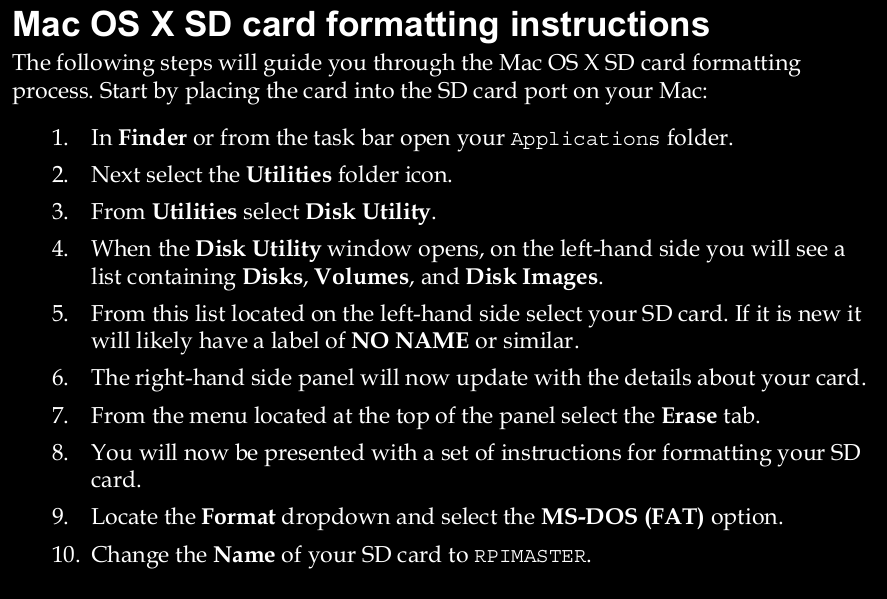 Mac OS X SD card formatting instructions
The following steps will guide you through the Mac OS X SD card formatting
process. Start by placing the card into the SD card port on your Mac:
1. In Finder or from the task bar open your Applications folder.
2. Next select the Utilities folder icon.
3. From Utilities select Disk Utility.
4. When the Disk Utility window opens, on the left-hand side you will see a
list containing Disks, Volumes, and Disk Images.
5. From this list located on the left-hand side select your SD card. If it is new it
will likely have a label of NO NAME or similar.
6. The right-hand side panel will now update with the details about your card.
7. From the menu located at the top of the panel select the Erase tab.
8. You will now be presented with a set of instructions for formatting your SD
card.
9. Locate the Format dropdown and select the MS-DOS (FAT) option.
10. Change the Name of your SD card to RPIMASTER.